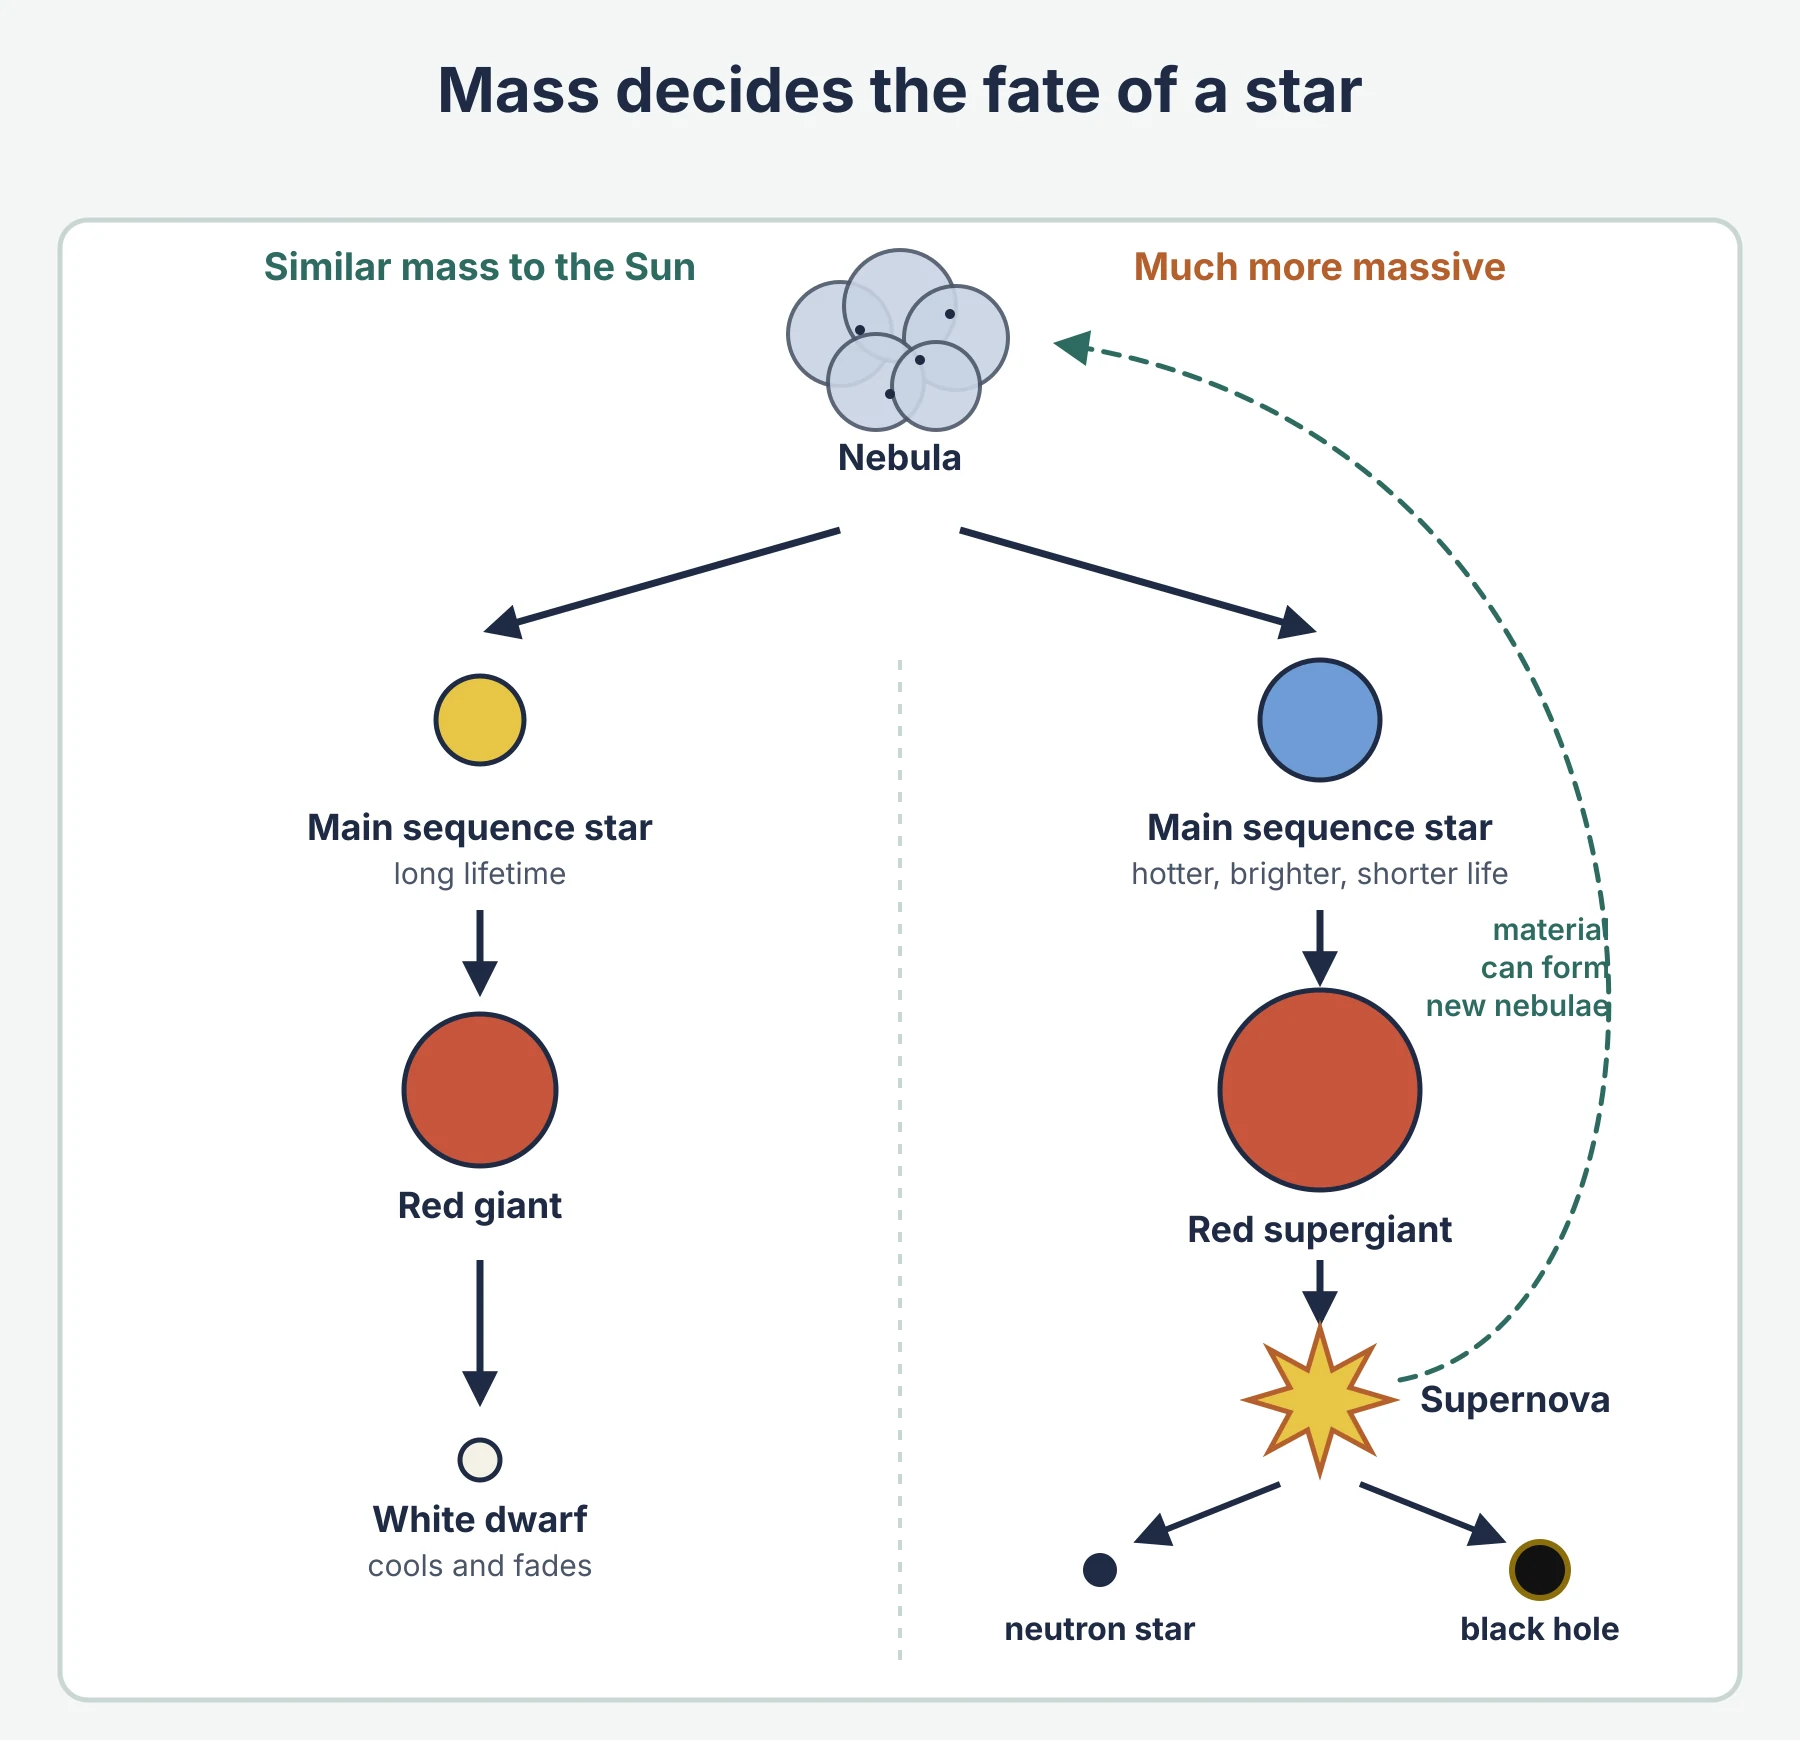 Mass decides the fate of a star
Similar mass to the Sun
Much more massive
Nebula
Main sequence star
long lifetime
Main sequence star
hotter, brighter, shorter life
material
can form
new nebulae
Red giant
Red supergiant
Supernova
White dwarf
cools and fades
neutron star
black hole